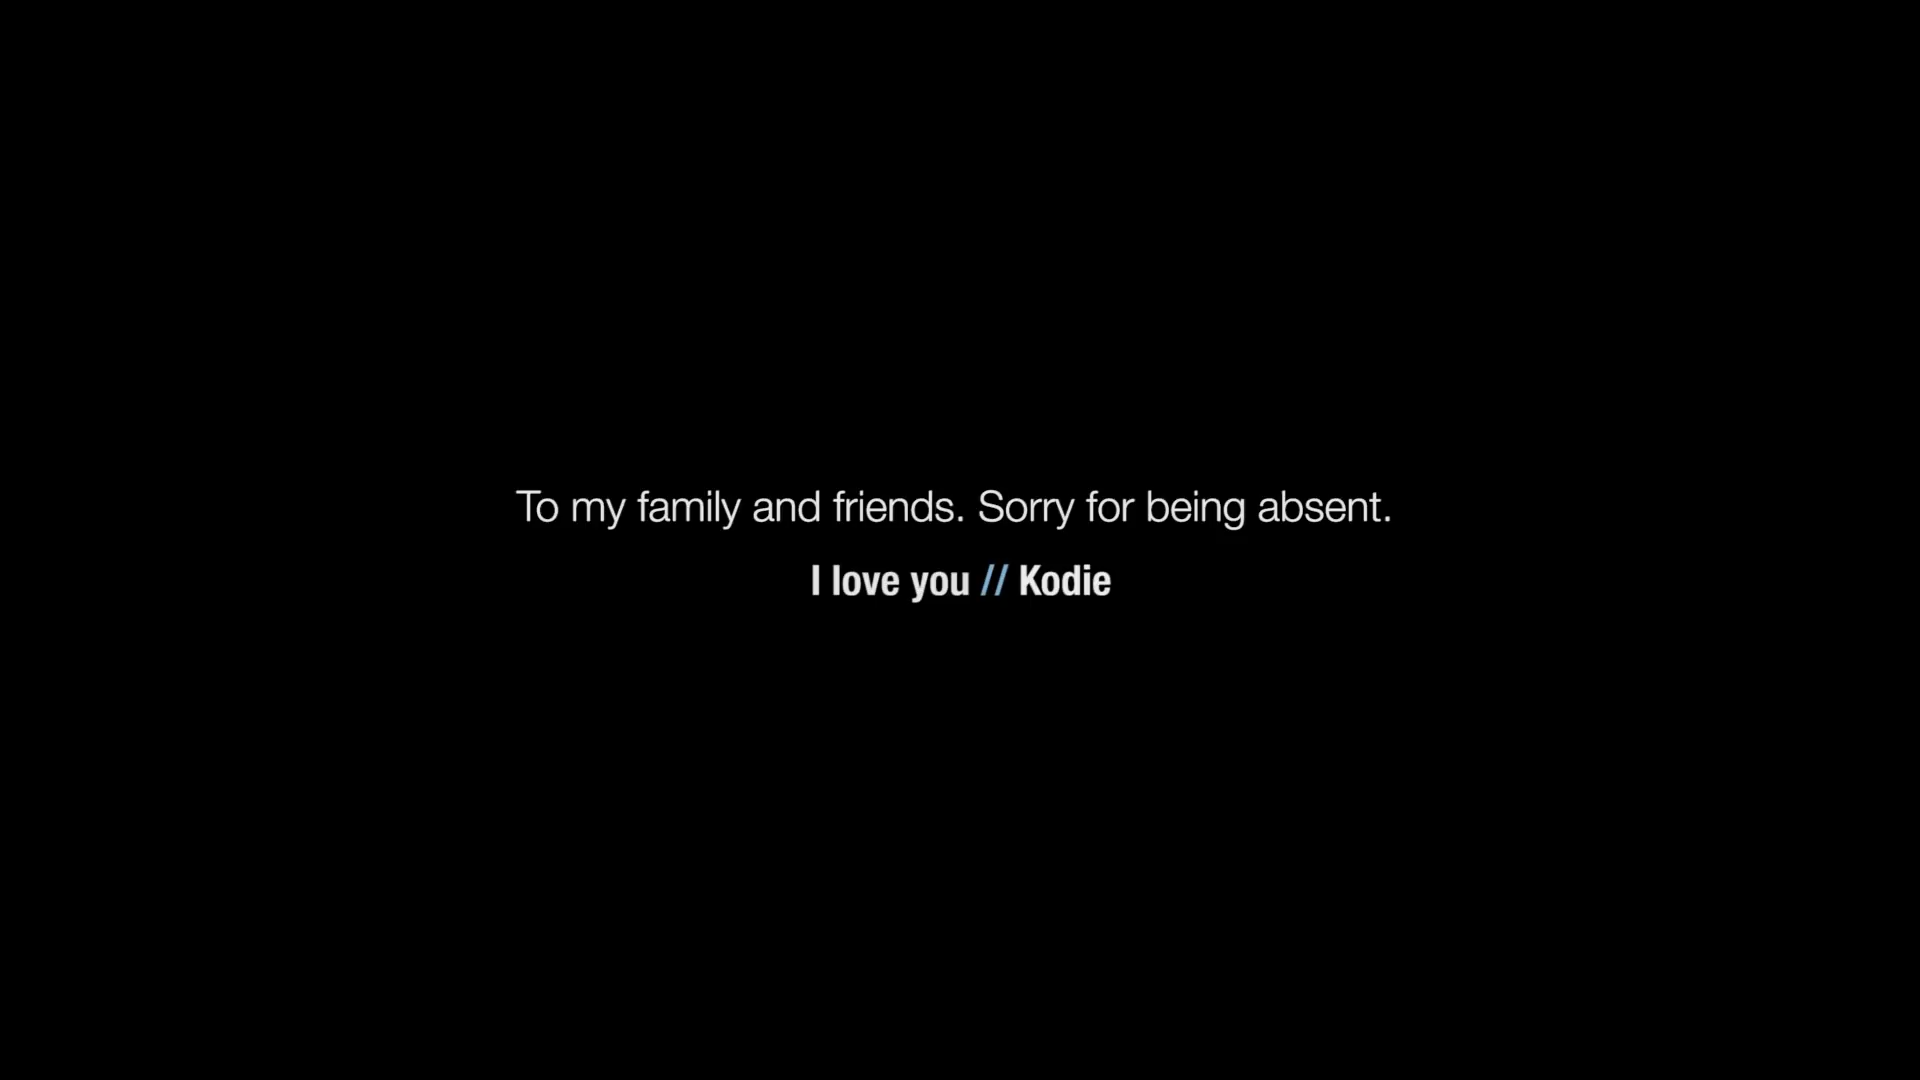 To my family and friends. Sorry for being absent.
I love you // Kodie